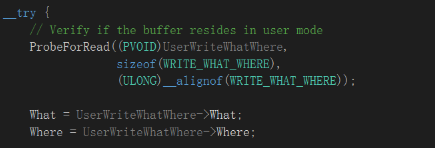 __try {
// Verify if the buffer resides in user mode
ProbeForRead((PVOID)UserWriteWhatWhere,
sizeof(WRITE_WHAT_WHERE),
(ULONG)__alignof(WRITE_WHAT_WHERE));
What = UserWriteWhatWhere->What;
Where = UserWriteWhatWhere->Where;